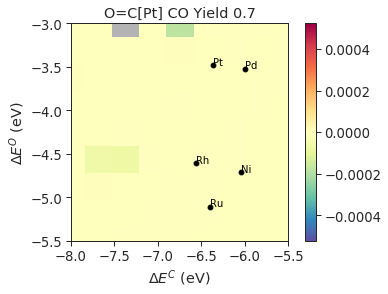 O=C[Pt] CO Yield 0.7
−3.0
−3.5
−4.0
−4.5
−5.0
−5.5
ΔE^O (eV)
Pt
Pd
Rh
Ni
Ru
−8.0 −7.5 −7.0 −6.5 −6.0 −5.5
ΔE^C (eV)
0.0004
0.0002
0.0000
−0.0002
−0.0004